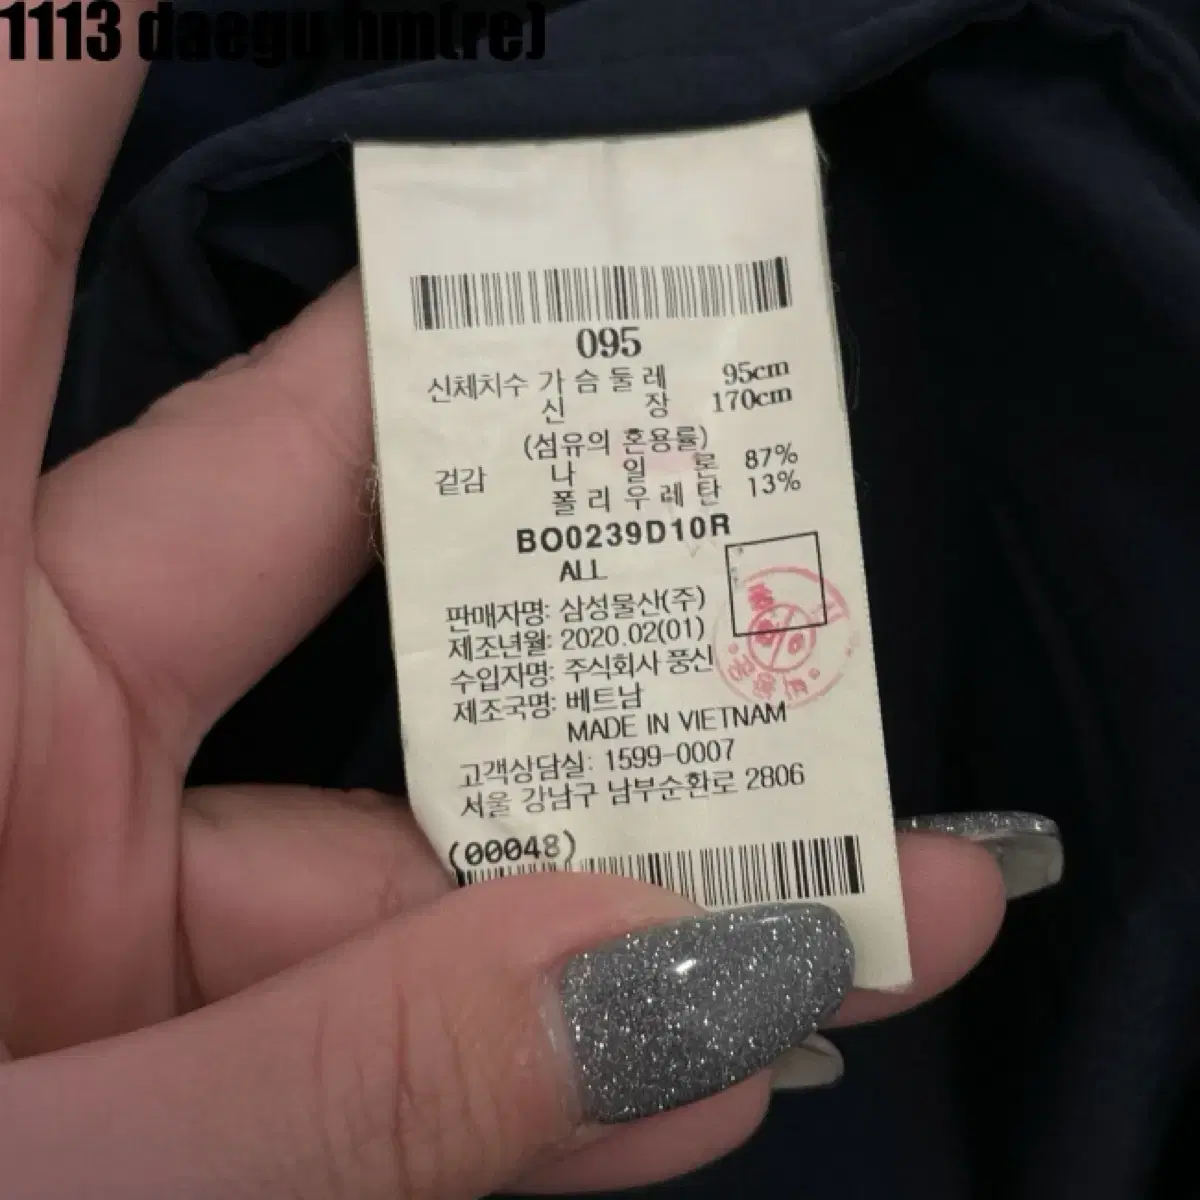 1113 daegu hm(re)
095
신체치수 가슴둘레 95cm
신장 170cm
(섬유의 혼용률)
겉감 나일론 87%
폴리우레탄 13%
BO0239D10R
ALL
판매자명: 삼성물산(주)
제조년월: 2020.02(01)
수입자명: 주식회사 풍신
제조국명: 베트남
MADE IN VIETNAM
고객상담실: 1599-0007
서울 강남구 남부순환로 2806
(00048)